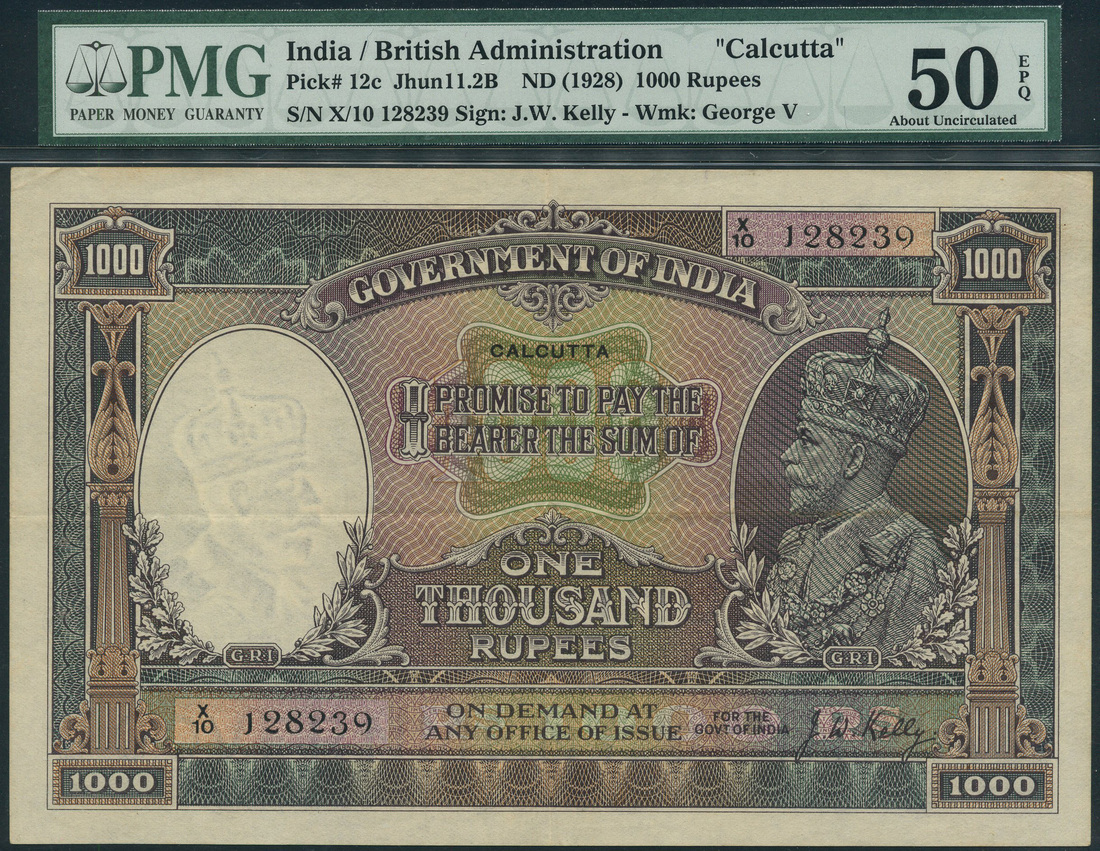 PMG
PAPER MONEY GUARANTY
India / British Administration "Calcutta"
Pick# 12c Jhun11.2B ND (1928) 1000 Rupees
S/N X/10 128239 Sign: J.W. Kelly - Wmk: George V
50
EPQ
About Uncirculated
1000
X/10 128239
1000
GOVERNMENT OF INDIA
CALCUTTA
I PROMISE TO PAY THE
BEARER THE SUM OF
ONE
THOUSAND
RUPEES
G·R·I
G·R·I
X/10 128239
ON DEMAND AT
ANY OFFICE OF ISSUE
FOR THE
GOVT OF INDIA
J W Kelly
1000
1000